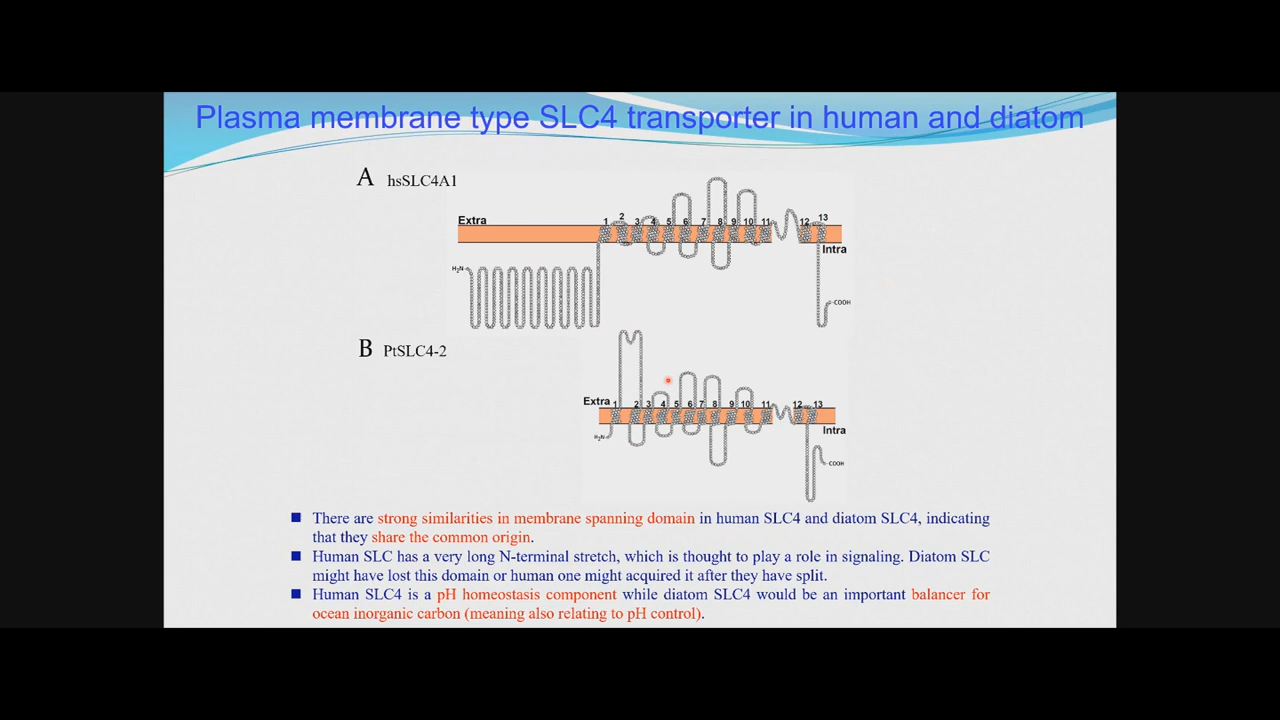 Plasma membrane type SLC4 transporter in human and diatom
A hsSLC4A1
Extra
1 2 3 4 5 6 7 8 9 10 11 12 13
Intra
H2N
COOH
B PtSLC4-2
Extra
1 2 3 4 5 6 7 8 9 10 11 12 13
H2N
Intra
COOH
There are strong similarities in membrane spanning domain in human SLC4 and diatom SLC4, indicating
that they share the common origin.
Human SLC has a very long N-terminal stretch, which is thought to play a role in signaling. Diatom SLC
might have lost this domain or human one might acquired it after they have split.
Human SLC4 is a pH homeostasis component while diatom SLC4 would be an important balancer for
ocean inorganic carbon (meaning also relating to pH control).